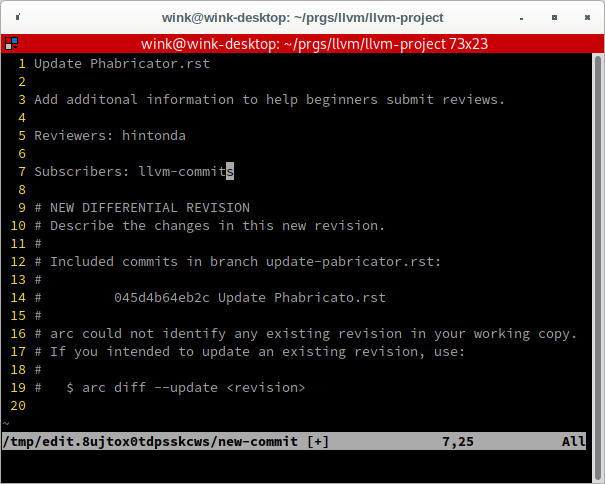 wink@wink-desktop: ~/prgs/llvm/llvm-project
wink@wink-desktop: ~/prgs/llvm/llvm-project 73x23
1 Update Phabricator.rst
2
3 Add additonal information to help beginners submit reviews.
4
5 Reviewers: hintonda
6
7 Subscribers: llvm-commits
8
9 # NEW DIFFERENTIAL REVISION
10 # Describe the changes in this new revision.
11 #
12 # Included commits in branch update-pabricator.rst:
13 #
14 #         045d4b64eb2c Update Phabricato.rst
15 #
16 # arc could not identify any existing revision in your working copy.
17 # If you intended to update an existing revision, use:
18 #
19 #   $ arc diff --update <revision>
20
~
/tmp/edit.8ujtox0tdpsskcws/new-commit [+] 7,25 All